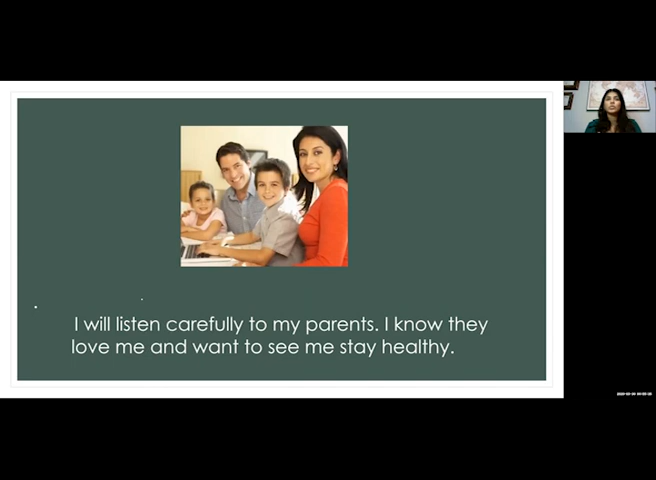 I will listen carefully to my parents. I know they
love me and want to see me stay healthy.